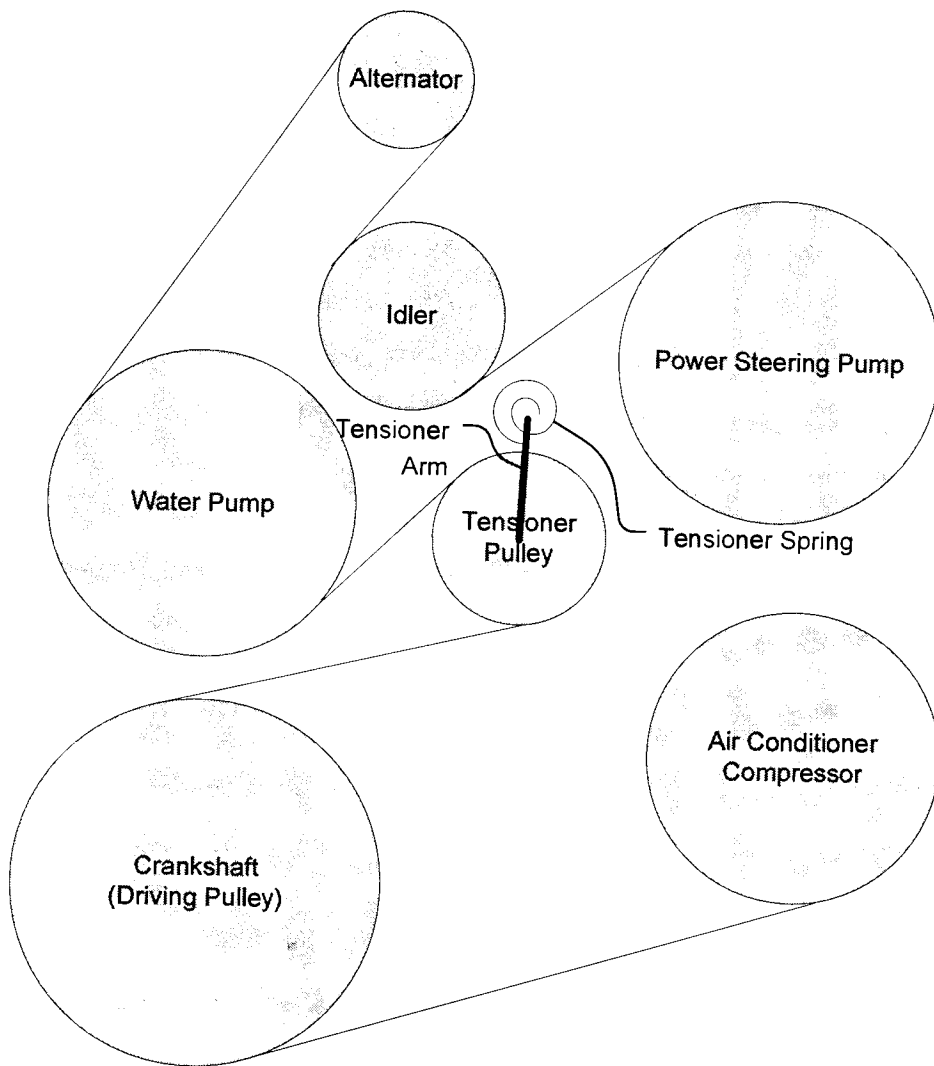 Alternator
Idler
Power Steering Pump
Tensioner
Arm
Water Pump
Tensioner
Pulley
Tensioner Spring
Air Conditioner
Compressor
Crankshaft
(Driving Pulley)